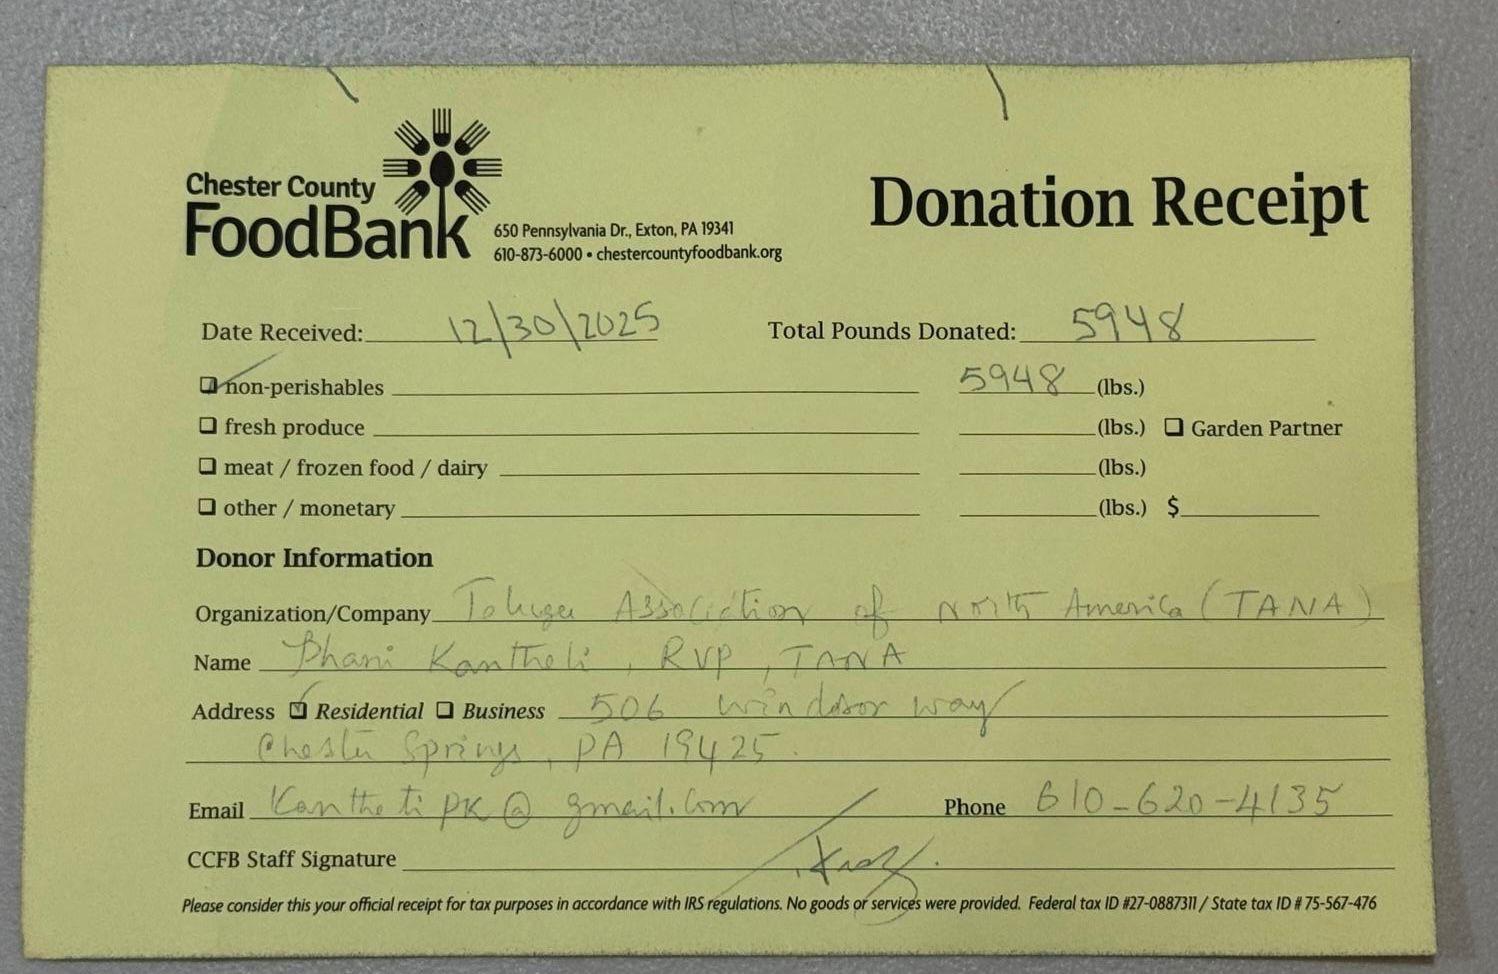 Chester County
FoodBank
650 Pennsylvania Dr., Exton, PA 19341
610-873-6000 • chestercountyfoodbank.org
Donation Receipt
Date Received: 12/30/2025 Total Pounds Donated: 5948
non-perishables 5948 (lbs.)
fresh produce (lbs.) Garden Partner
meat / frozen food / dairy (lbs.)
other / monetary (lbs.) $
Donor Information
Organization/Company Telugu Association of North America (TANA)
Name Phani Kantheti, RVP, TANA
Address Residential Business 506 Windsor way
Chester Springs, PA 19425.
Email KanthetiPK@gmail.com Phone 610-620-4135
CCFB Staff Signature
Please consider this your official receipt for tax purposes in accordance with IRS regulations. No goods or services were provided. Federal tax ID #27-0887311 / State tax ID # 75-567-476